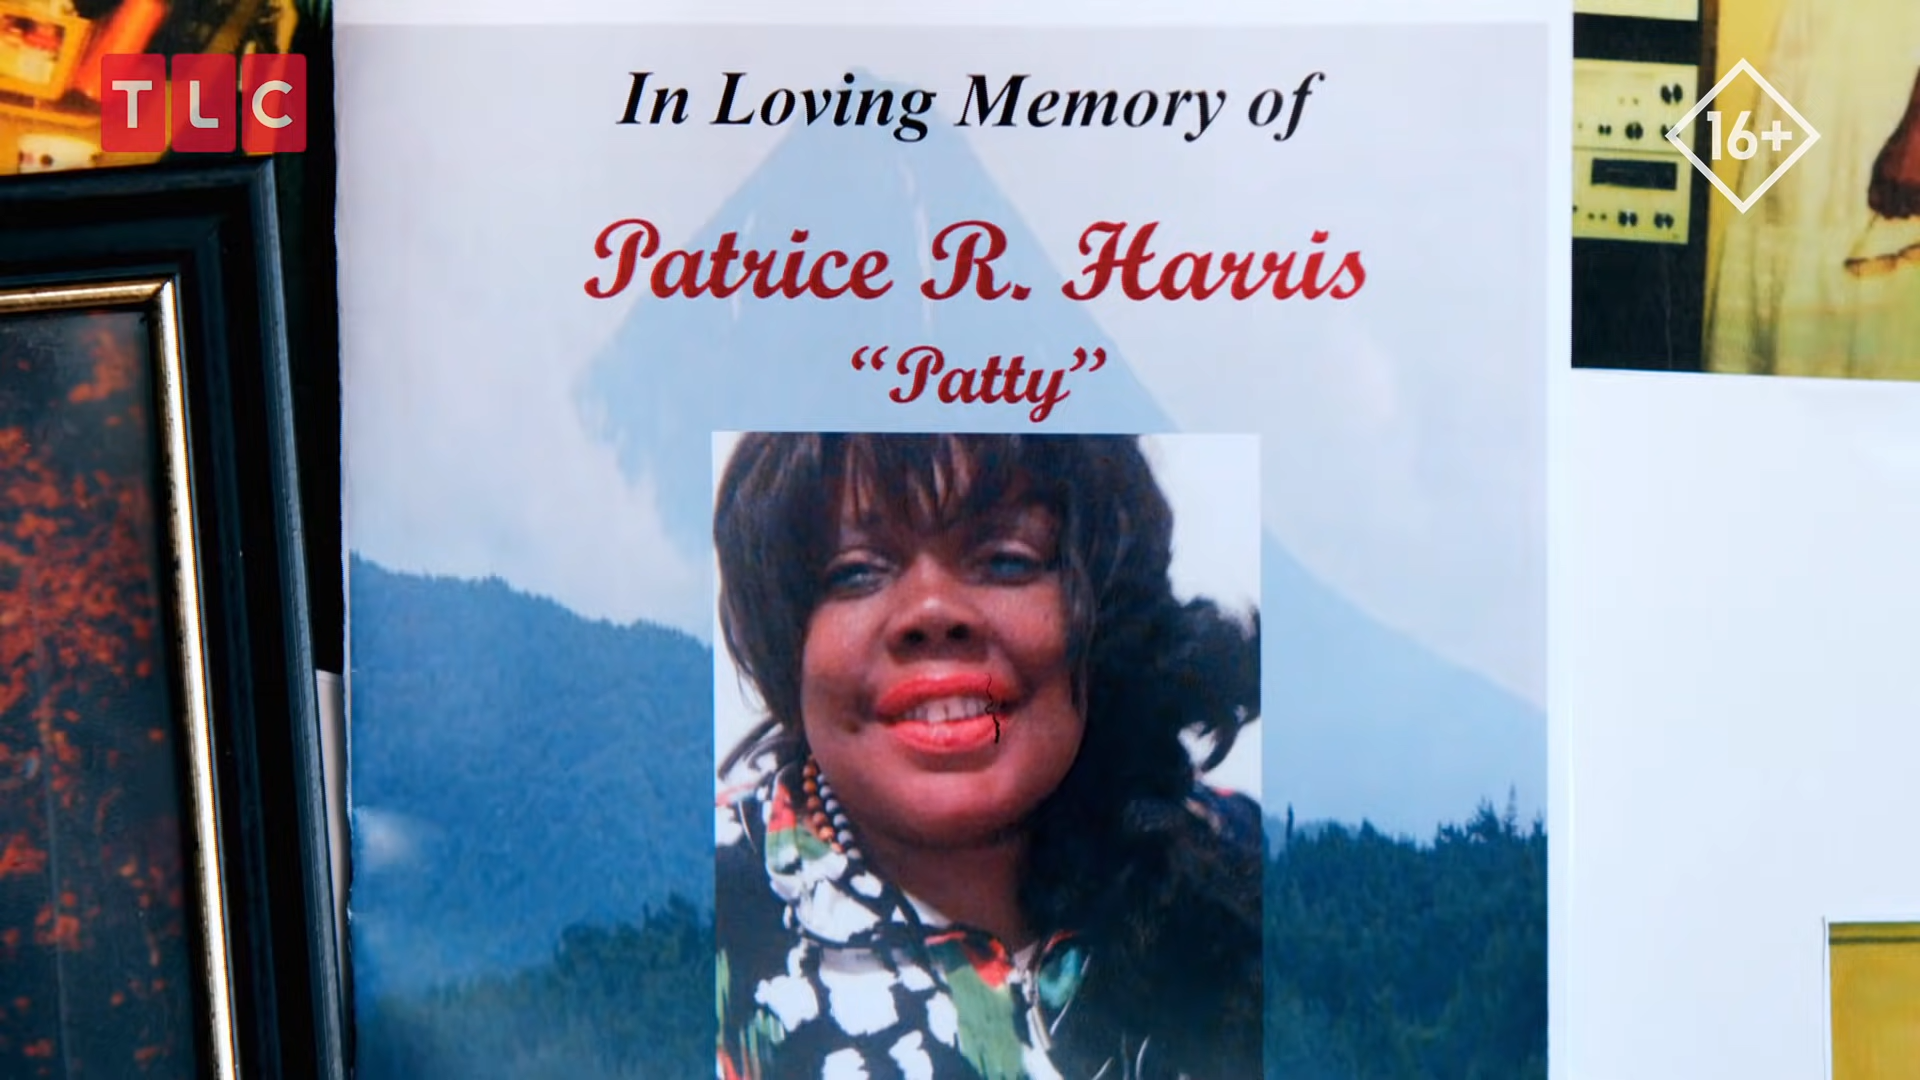 TLC
16+
In Loving Memory of
Patrice R. Harris
“Patty”